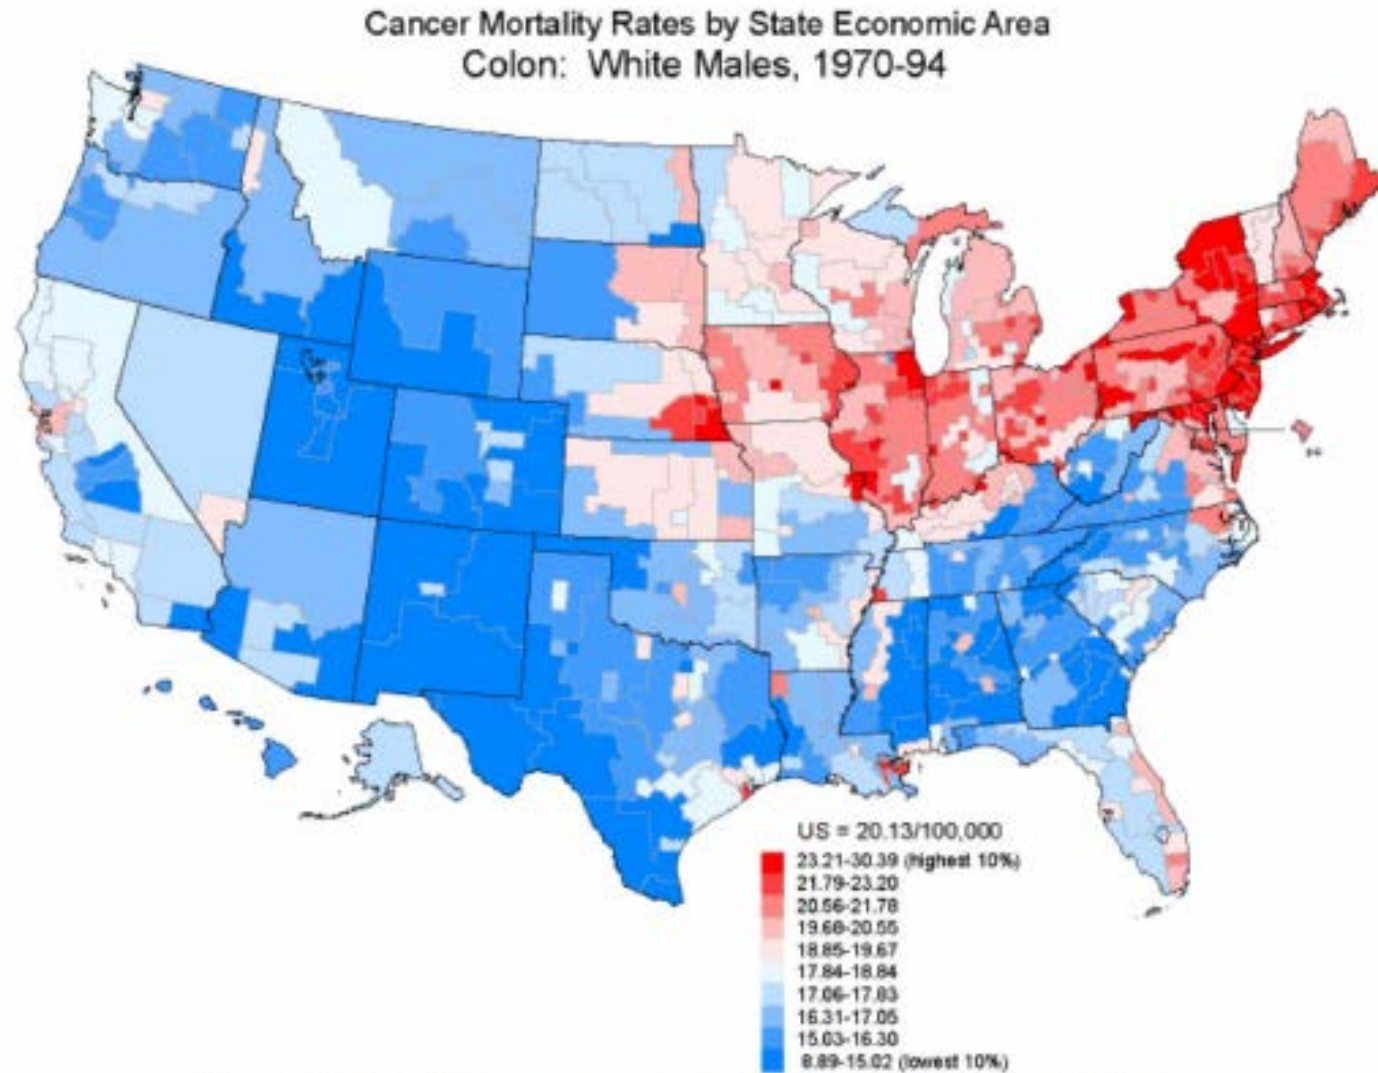 Cancer Mortality Rates by State Economic Area
Colon: White Males, 1970-94
US = 20.13/100,000
23.21-30.39 (highest 10%)
21.79-23.20
20.56-21.78
19.68-20.55
18.85-19.67
17.84-18.84
17.06-17.83
16.31-17.05
15.03-16.30
8.89-15.02 (lowest 10%)